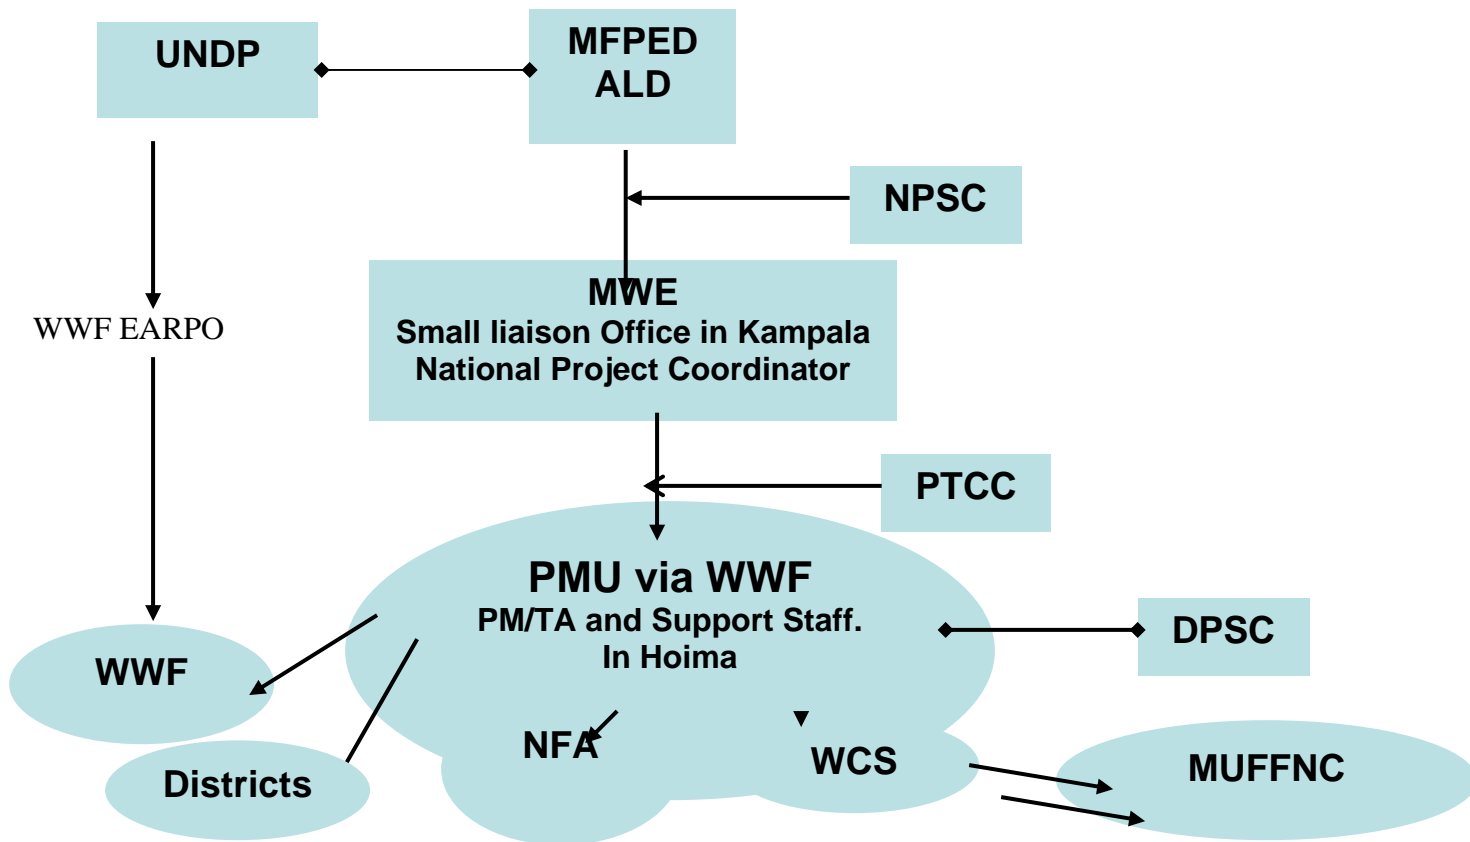 UNDP
MFPED
ALD
NPSC
MWE
Small liaison Office in Kampala
National Project Coordinator
WWF EARPO
PTCC
PMU via WWF
PM/TA and Support Staff.
In Hoima
DPSC
WWF
NFA
WCS
MUFFNC
Districts